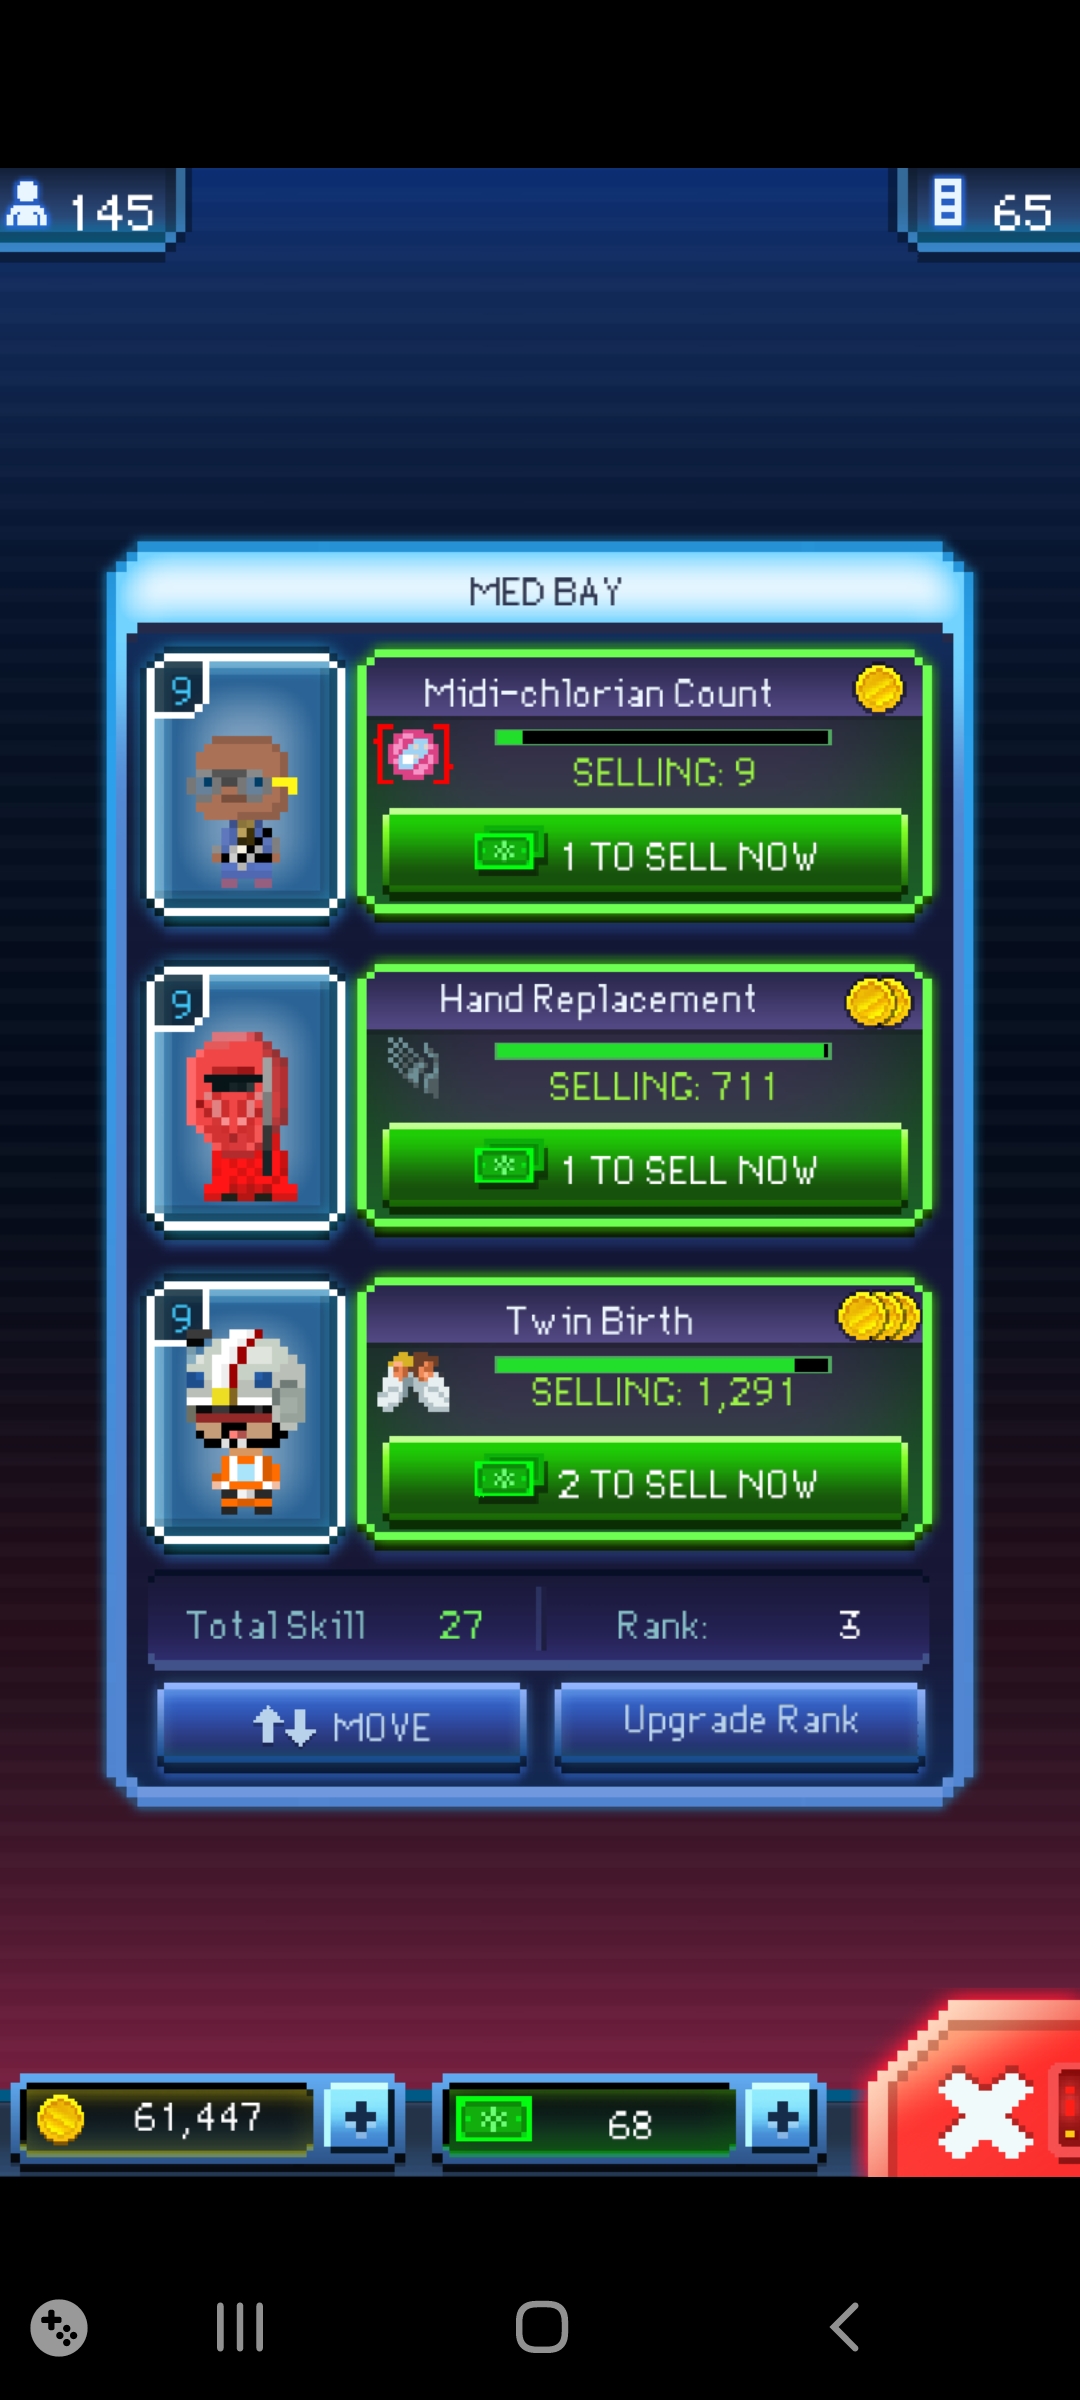 145
65
MED BAY
9
Midi-chlorian Count
SELLING: 9
1 TO SELL NOW
9
Hand Replacement
SELLING: 711
1 TO SELL NOW
9
Twin Birth
SELLING: 1,291
2 TO SELL NOW
Total Skill 27 Rank: 3
MOVE Upgrade Rank
61,447 68